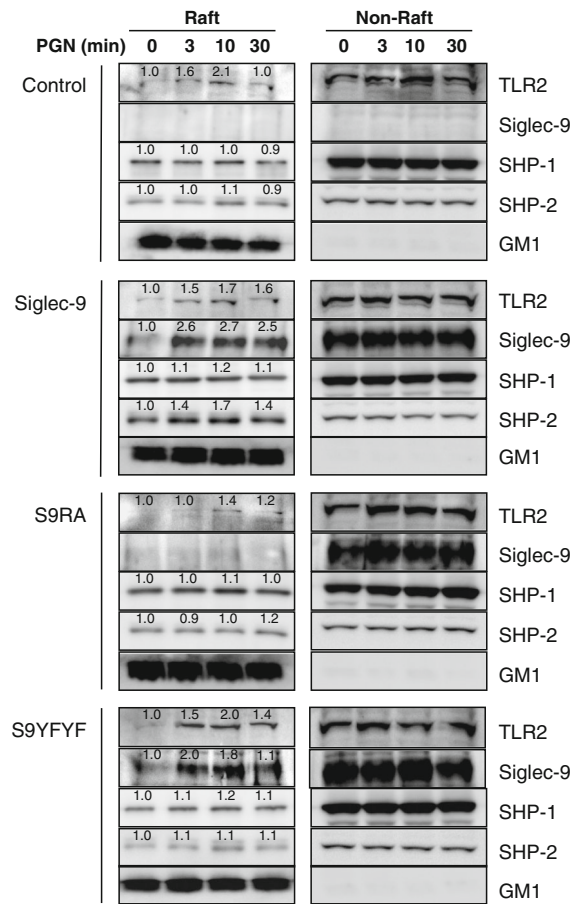 Raft Non-Raft
PGN (min) 0 3 10 30 0 3 10 30
Control 1.0 1.6 2.1 1.0 TLR2
Siglec-9
1.0 1.0 1.0 0.9 SHP-1
1.0 1.0 1.1 0.9 SHP-2
GM1
Siglec-9 1.0 1.5 1.7 1.6 TLR2
1.0 2.6 2.7 2.5 Siglec-9
1.0 1.1 1.2 1.1 SHP-1
1.0 1.4 1.7 1.4 SHP-2
GM1
S9RA 1.0 1.0 1.4 1.2 TLR2
Siglec-9
1.0 1.0 1.1 1.0 SHP-1
1.0 0.9 1.0 1.2 SHP-2
GM1
S9YFYF 1.0 1.5 2.0 1.4 TLR2
1.0 2.0 1.8 1.1 Siglec-9
1.0 1.1 1.2 1.1 SHP-1
1.0 1.1 1.1 1.1 SHP-2
GM1